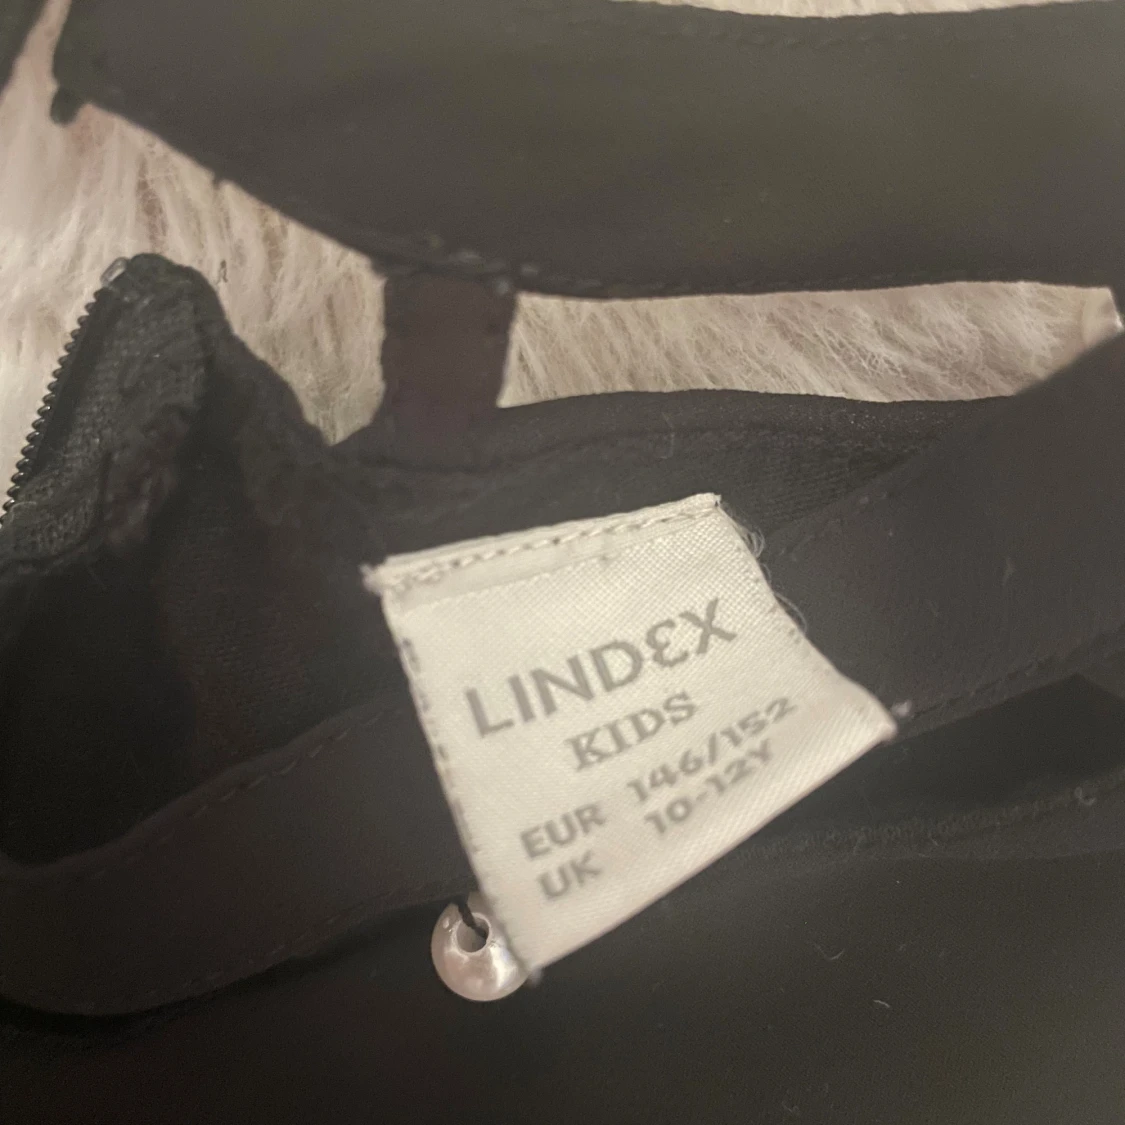 LINDEX
KIDS
EUR 146/152
UK 10-12Y